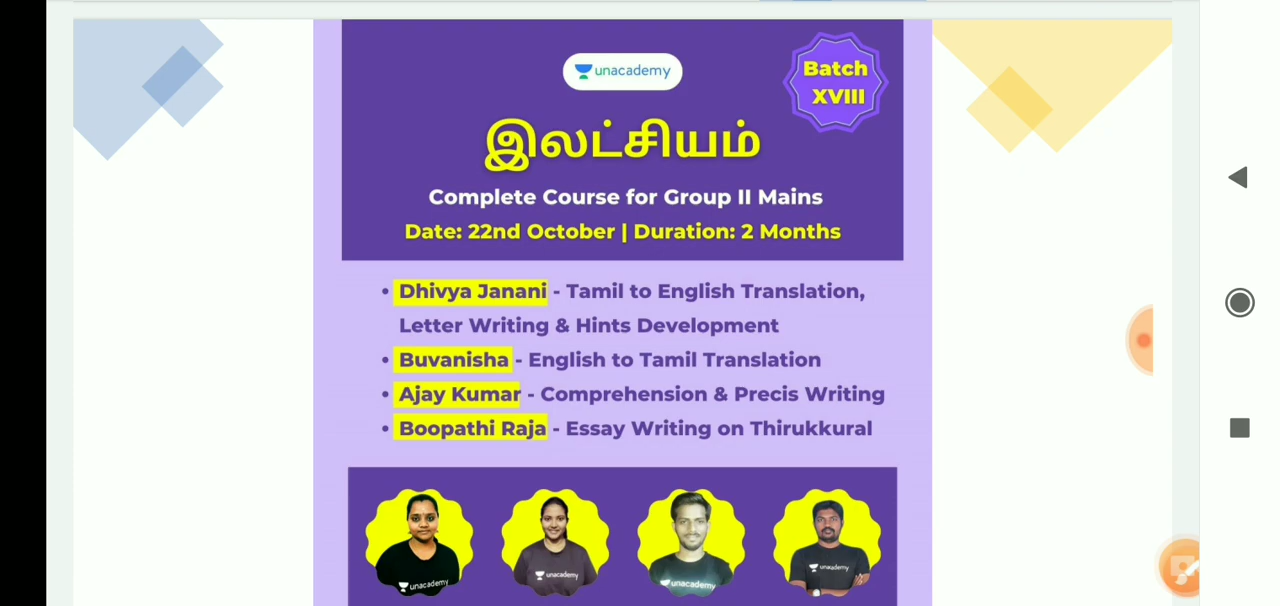 unacademy
Batch
XVIII
இலட்சியம்
Complete Course for Group II Mains
Date: 22nd October | Duration: 2 Months
• Dhivya Janani - Tamil to English Translation,
Letter Writing & Hints Development
• Buvanisha - English to Tamil Translation
• Ajay Kumar - Comprehension & Precis Writing
• Boopathi Raja - Essay Writing on Thirukkural
unacademy
unacademy
unacademy
unacademy